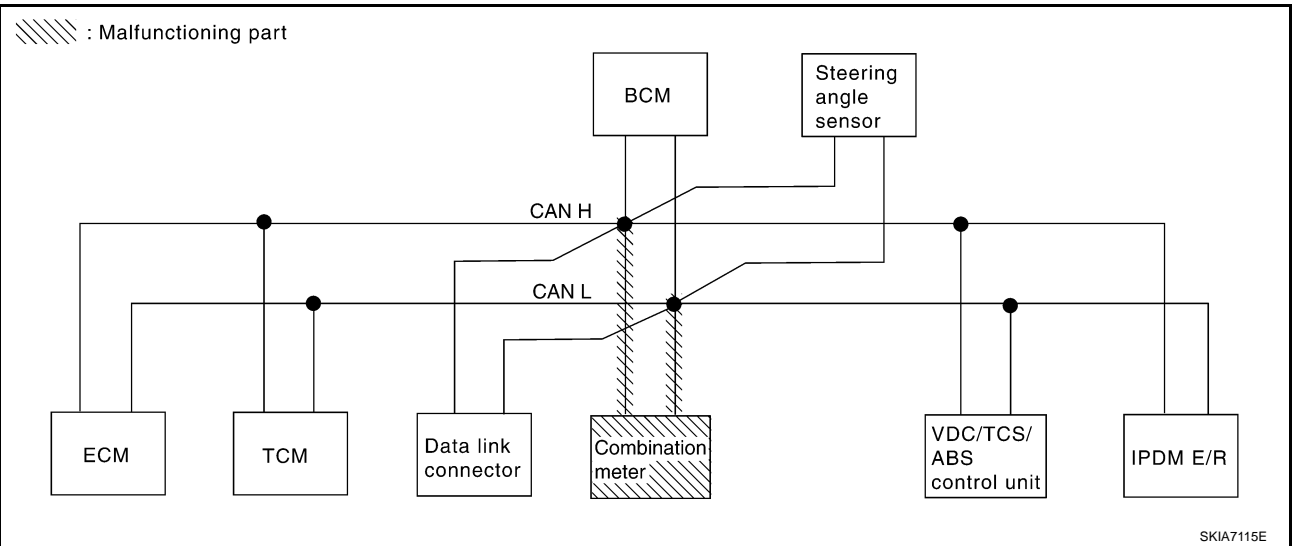 : Malfunctioning part
BCM
Steering
angle
sensor
CAN H
CAN L
ECM
TCM
Data link
connector
Combination
meter
VDC/TCS/
ABS
control unit
IPDM E/R
SKIA7115E